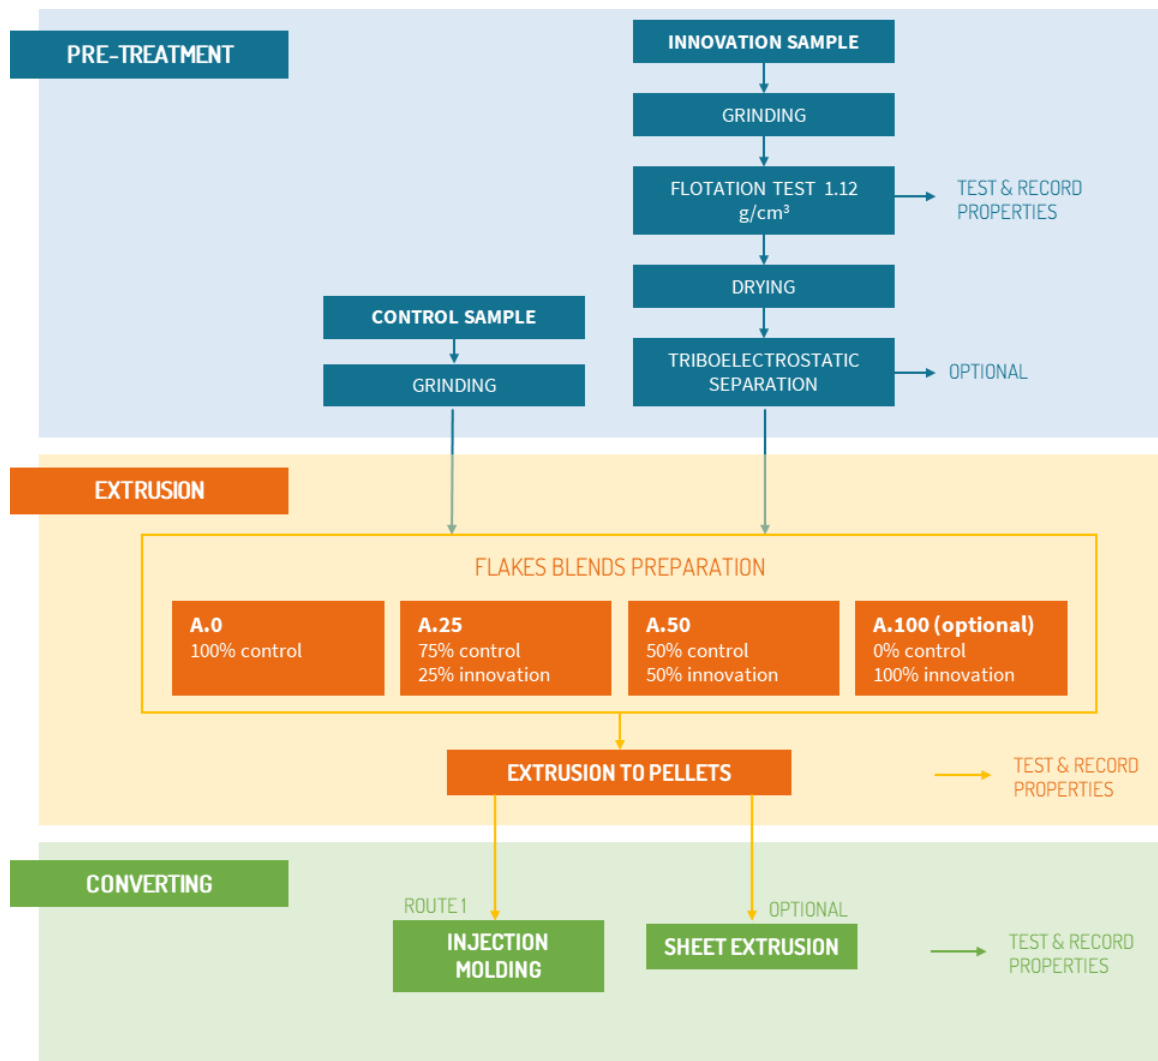 PRE-TREATMENT
INNOVATION SAMPLE
GRINDING
FLOTATION TEST 1.12
g/cm³
TEST & RECORD
PROPERTIES
DRYING
CONTROL SAMPLE
TRIBOELECTROSTATIC
SEPARATION
OPTIONAL
GRINDING
EXTRUSION
FLAKES BLENDS PREPARATION
A.0
100% control
A.25
75% control
25% innovation
A.50
50% control
50% innovation
A.100 (optional)
0% control
100% innovation
EXTRUSION TO PELLETS
TEST & RECORD
PROPERTIES
CONVERTING
ROUTE 1
INJECTION
MOLDING
OPTIONAL
SHEET EXTRUSION
TEST & RECORD
PROPERTIES